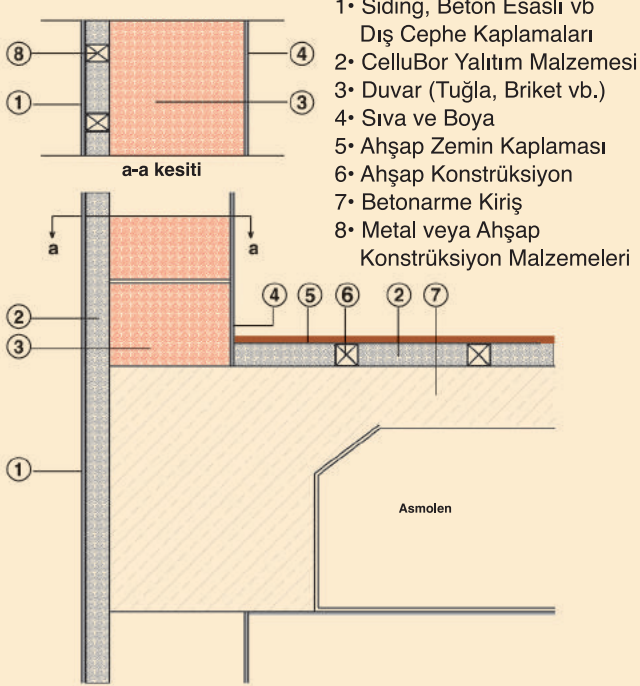 1• Siding, Beton Esaslı vb
Dış Cephe Kaplamaları
2• CelluBor Yalıtım Malzemesi
3• Duvar (Tuğla, Briket vb.)
4• Sıva ve Boya
5• Ahşap Zemin Kaplaması
6• Ahşap Konstrüksiyon
7• Betonarme Kiriş
8• Metal veya Ahşap
Konstrüksiyon Malzemeleri
8
4
1
3
a-a kesiti
a
a
4
5
6
2
7
2
3
1
Asmolen